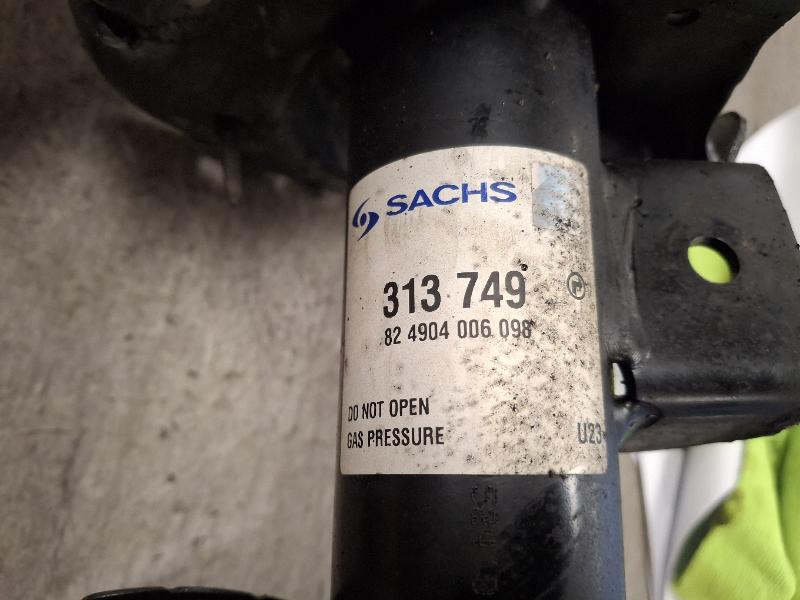 SACHS
313 749
82 4904 006 098
DO NOT OPEN
GAS PRESSURE
U23